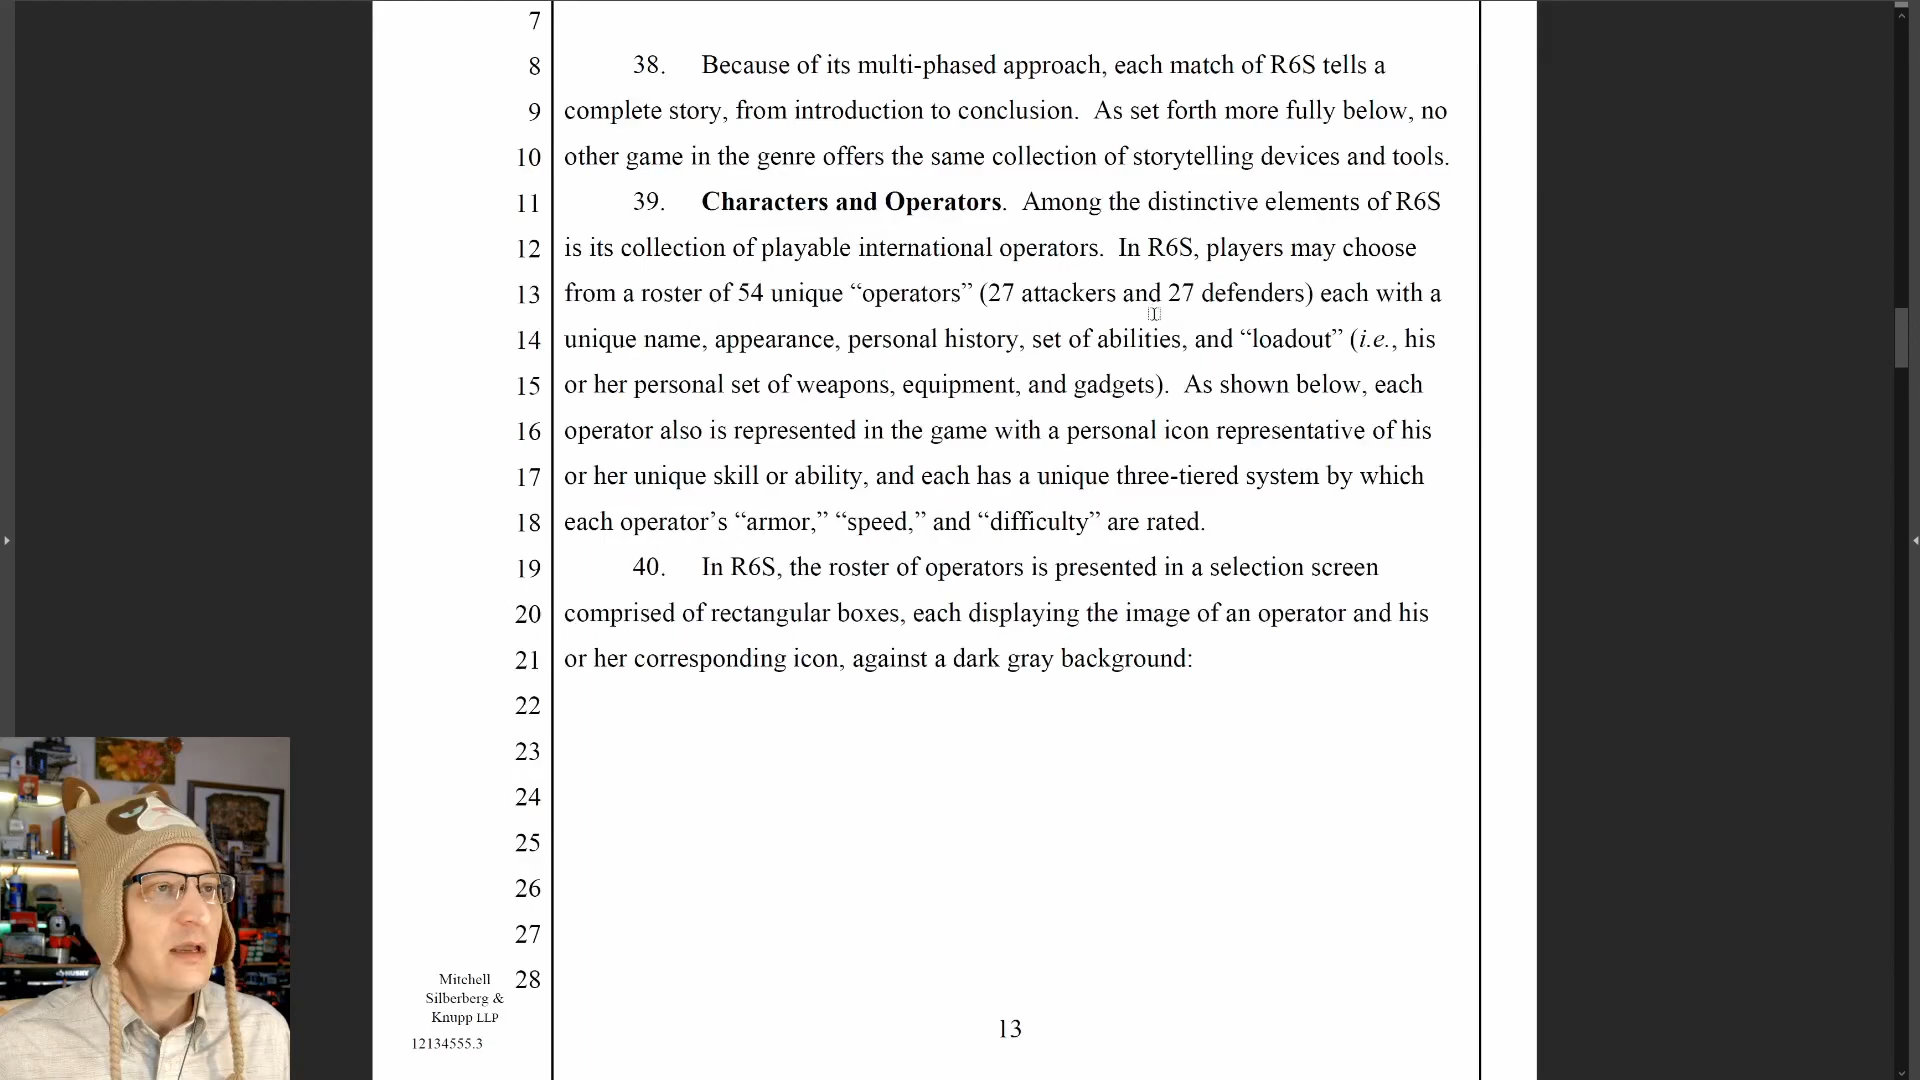 7
8 38. Because of its multi-phased approach, each match of R6S tells a
9 complete story, from introduction to conclusion. As set forth more fully below, no
10 other game in the genre offers the same collection of storytelling devices and tools.
11 39. Characters and Operators. Among the distinctive elements of R6S
12 is its collection of playable international operators. In R6S, players may choose
13 from a roster of 54 unique “operators” (27 attackers and 27 defenders) each with a
14 unique name, appearance, personal history, set of abilities, and “loadout” (i.e., his
15 or her personal set of weapons, equipment, and gadgets). As shown below, each
16 operator also is represented in the game with a personal icon representative of his
17 or her unique skill or ability, and each has a unique three-tiered system by which
18 each operator’s “armor,” “speed,” and “difficulty” are rated.
19 40. In R6S, the roster of operators is presented in a selection screen
20 comprised of rectangular boxes, each displaying the image of an operator and his
21 or her corresponding icon, against a dark gray background:
22
23
24
25
26
27
28
Mitchell
Silberberg &
Knupp LLP
12134555.3
13
HUSKY